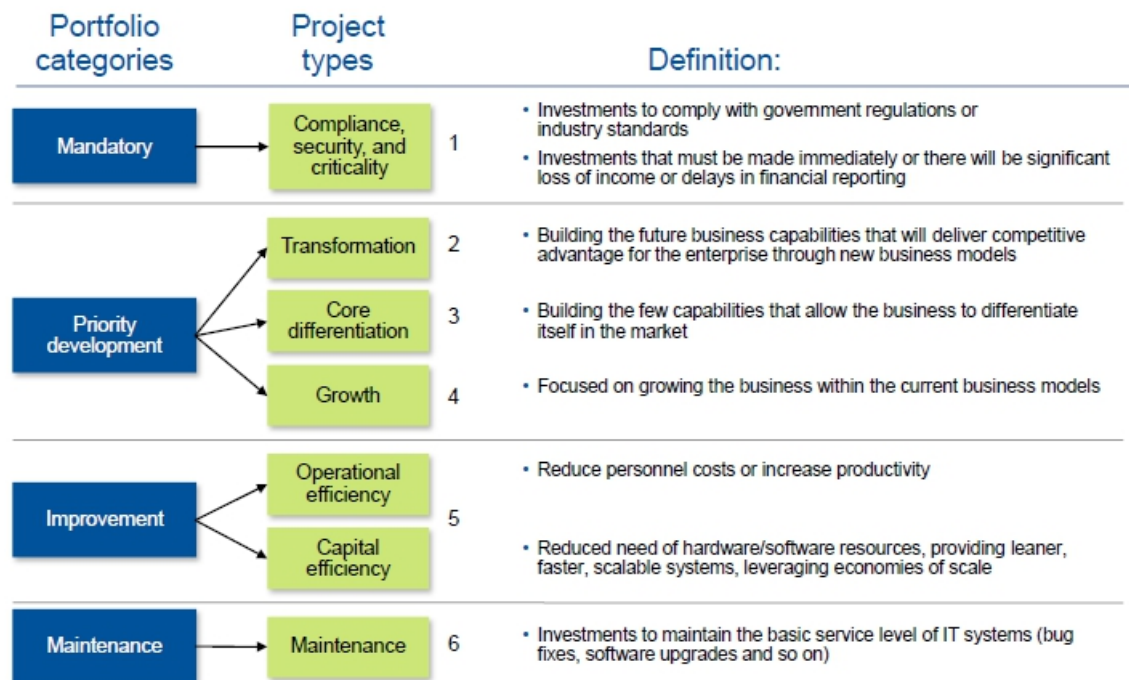 Portfolio
categories
Project
types
Definition:
Mandatory
Compliance,
security, and
criticality
1
• Investments to comply with government regulations or
industry standards
• Investments that must be made immediately or there will be significant
loss of income or delays in financial reporting
Priority
development
Transformation
2
• Building the future business capabilities that will deliver competitive
advantage for the enterprise through new business models
Core
differentiation
3
• Building the few capabilities that allow the business to differentiate
itself in the market
Growth
4
• Focused on growing the business within the current business models
Improvement
Operational
efficiency
5
• Reduce personnel costs or increase productivity
Capital
efficiency
• Reduced need of hardware/software resources, providing leaner,
faster, scalable systems, leveraging economies of scale
Maintenance
Maintenance
6
• Investments to maintain the basic service level of IT systems (bug
fixes, software upgrades and so on)